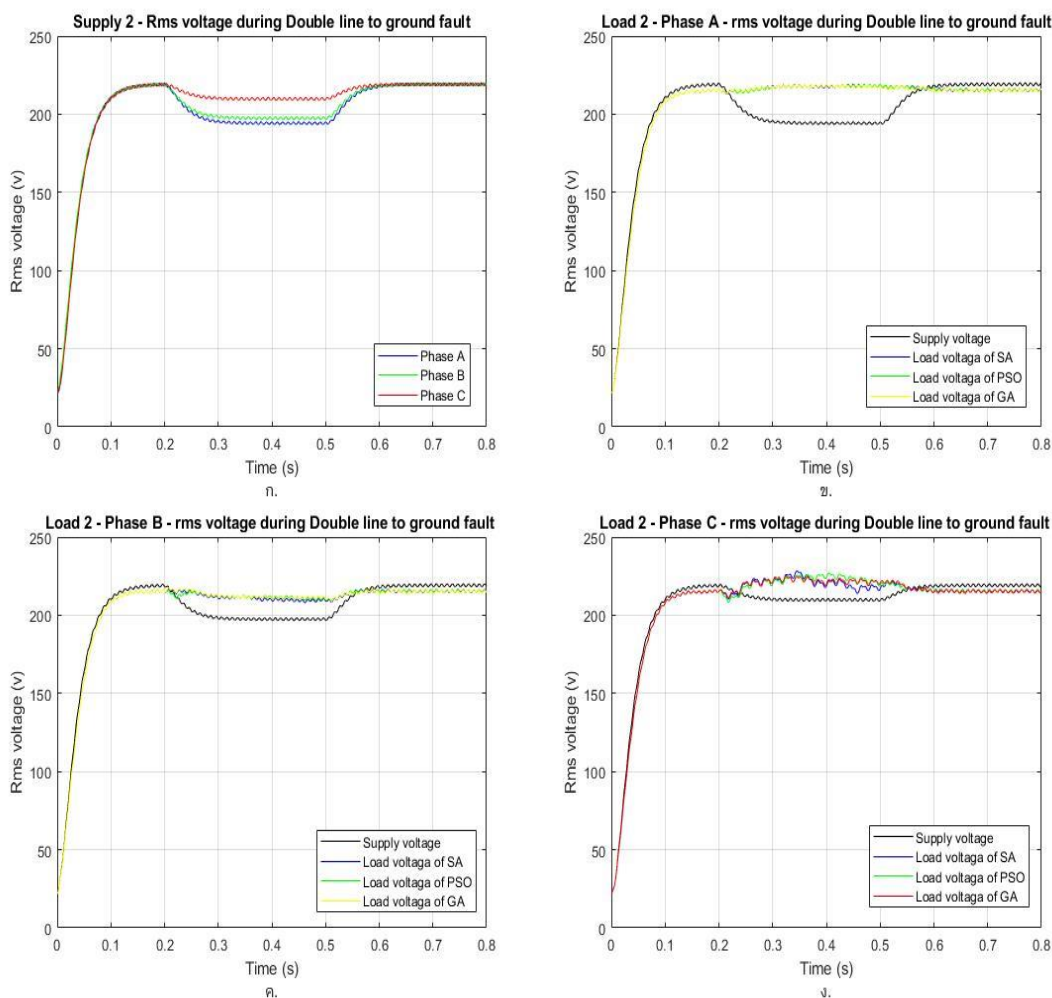 Supply 2 - Rms voltage during Double line to ground fault
250
200
150
100
50
0
Rms voltage (v)
Phase A
Phase B
Phase C
0 0.1 0.2 0.3 0.4 0.5 0.6 0.7 0.8
Time (s)
ก.
Load 2 - Phase A - rms voltage during Double line to ground fault
250
200
150
100
50
0
Rms voltage (v)
Supply voltage
Load voltaga of SA
Load voltaga of PSO
Load voltaga of GA
0 0.1 0.2 0.3 0.4 0.5 0.6 0.7 0.8
Time (s)
ข.
Load 2 - Phase B - rms voltage during Double line to ground fault
250
200
150
100
50
0
Rms voltage (v)
Supply voltage
Load voltaga of SA
Load voltaga of PSO
Load voltaga of GA
0 0.1 0.2 0.3 0.4 0.5 0.6 0.7 0.8
Time (s)
ค.
Load 2 - Phase C - rms voltage during Double line to ground fault
250
200
150
100
50
0
Rms voltage (v)
Supply voltage
Load voltaga of SA
Load voltaga of PSO
Load voltaga of GA
0 0.1 0.2 0.3 0.4 0.5 0.6 0.7 0.8
Time (s)
ง.